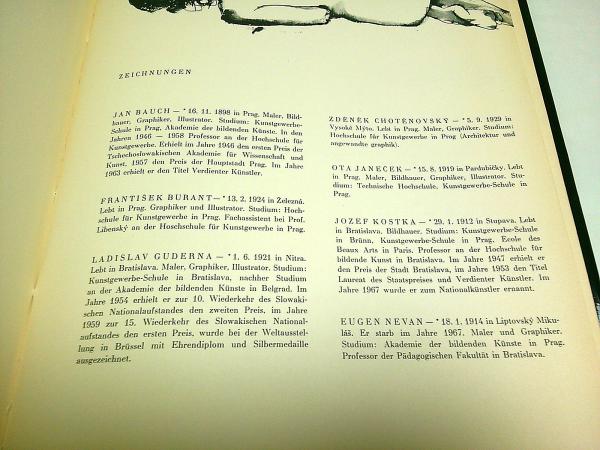 ZEICHNUNGEN
JAN BAUCH — * 16. 11. 1898 in Prag. Maler, Bild-
hauer, Graphiker, Illustrator. Studium: Kunstgewerbe-
Schule in Prag, Akademie der bildenden Künste. In den
Jahren 1946 — 1958 Professor an der Hochschule für
Kunstgewerbe. Erhielt im Jahre 1946 den ersten Preis der
Tschechoslowakischen Akademie für Wissenschaft und
Kunst, 1957 den Preis der Hauptstadt Prag. Im Jahre
1963 erhielt er den Titel Verdienter Künstler.
FRANTIŠEK BURANT — * 13. 2. 1924 in Železná.
Lebt in Prag. Graphiker und Illustrator. Studium: Hoch-
schule für Kunstgewerbe in Prag. Fachassistent bei Prof.
Libenský an der Hoschschule für Kunstgewerbe in Prag.
LADISLAV GUDERNA — * 1. 6. 1921 in Nitra.
Lebt in Bratislava. Maler, Graphiker, Illustrator. Studium:
Kunstgewerbe-Schule in Bratislava, nachher Studium
an der Akademie der bildenden Künste in Belgrad. Im
Jahre 1954 erhielt er zur 10. Wiederkehr des Slowaki-
schen Nationalaufstandes den zweiten Preis, im Jahre
1959 zur 15. Wiederkehr des Slowakischen National-
aufstandes den ersten Preis, wurde bei der Weltausstel-
lung in Brüssel mit Ehrendiplom und Silbermedaille
ausgezeichnet.
ZDENĚK CHOTĚNOVSKÝ — * 5. 9. 1929 in
Vysoké Mýto. Lebt in Prag. Maler, Graphiker. Studium:
Hochschule für Kunstgewerbe in Prog (Architektur und
angewandte graphik).
OTA JANEČEK — * 15. 8. 1919 in Pardubičky. Lebt
in Prag. Maler, Bildhauer, Graphiker, Illustrator. Stu-
dium: Technische Hochschule, Kunstgewerbe-Schule in
Prag.
JOZEF KOSTKA — * 29. 1. 1912 in Stupava. Lebt
in Bratislava. Bildhauer. Studium: Kunstgewerbe-Schule
in Brünn, Kunstgewerbe-Schule in Prag, Ecole des
Beaux Arts in Paris. Professor an der Hochschule für
bildende Kunst in Bratislava. Im Jahre 1947 erhielt er
den Preis der Stadt Bratislava, im Jahre 1953 den Titel
Laureat des Staatspreises und Verdienter Künstler. Im
Jahre 1967 wurde er zum Nationalkünstler ernannt.
EUGEN NEVAN — * 18. 1. 1914 in Liptovský Miku-
láš. Er starb im Jahre 1967. Maler und Graphiker.
Studium: Akademie der bildenden Künste in Prag.
Professor der Pädagogischen Fakultät in Bratislava.